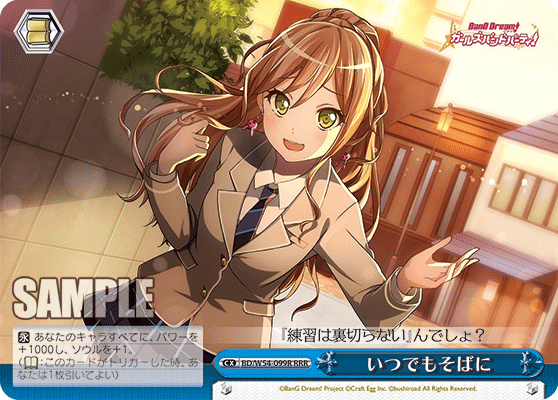 BanG Dream!
ガールズバンドパーティ!
SAMPLE
『練習は裏切らない』んでしょ？
永 あなたのキャラすべてに、パワーを
＋1000し、ソウルを＋1。
（：このカードがトリガーした時、あ
なたは1枚引いてよい）
CX BD/W54-099R RRR いつでもそばに
©BanG Dream! Project ©Craft Egg Inc. ©bushiroad All Rights Reserved.